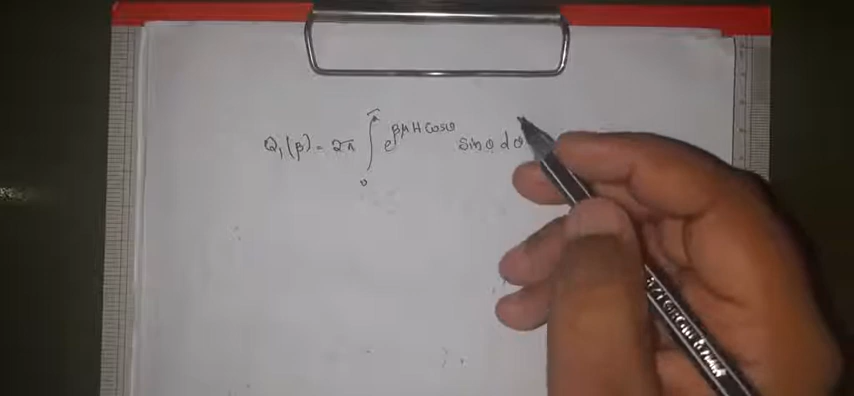 Q₁(β) = 2π ∫₀^π e^{βμH Cosθ} Sinθ dθ